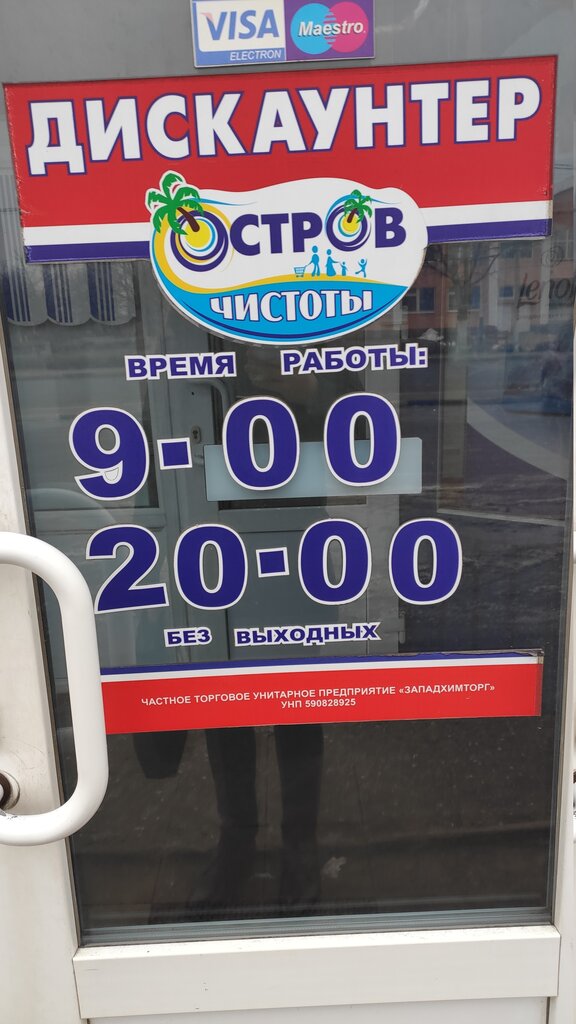 VISA
ELECTRON
Maestro
ДИСКАУНТЕР
ОСТРОВ
ЧИСТОТЫ
ВРЕМЯ РАБОТЫ:
9-00
20-00
БЕЗ ВЫХОДНЫХ
ЧАСТНОЕ ТОРГОВОЕ УНИТАРНОЕ ПРЕДПРИЯТИЕ «ЗАПАДХИМТОРГ»
УНП 590828925